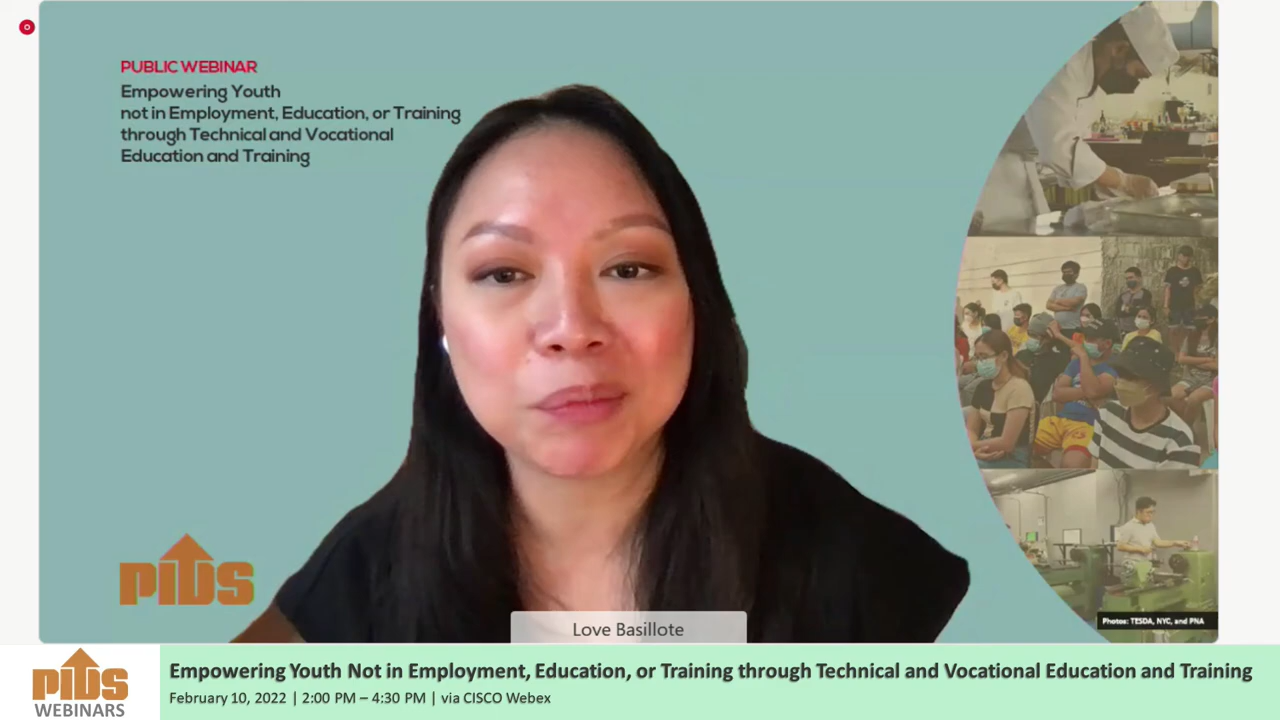 PUBLIC WEBINAR
Empowering Youth
not in Employment, Education, or Training
through Technical and Vocational
Education and Training
PIDS
Love Basillote
Photos: TESDA, NYC, and PNA
PIDS
WEBINARS
Empowering Youth Not in Employment, Education, or Training through Technical and Vocational Education and Training
February 10, 2022 | 2:00 PM – 4:30 PM | via CISCO Webex